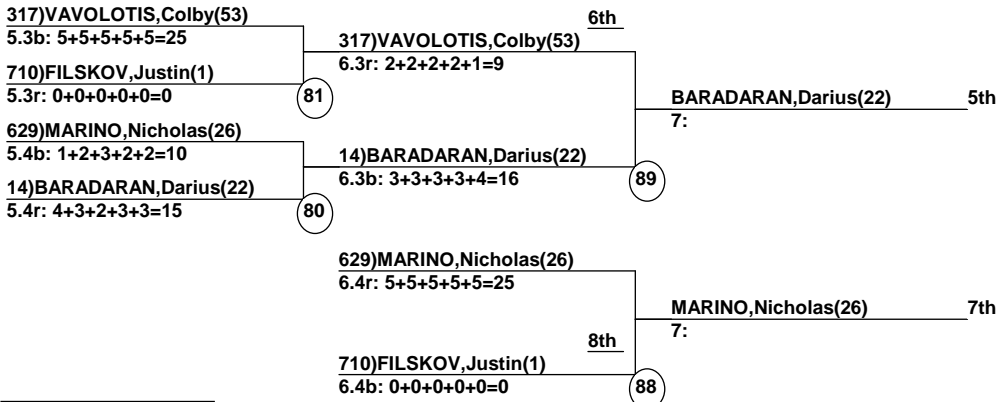 317)VAVOLOTIS,Colby(53)
5.3b: 5+5+5+5+5=25
710)FILSKOV,Justin(1)
5.3r: 0+0+0+0+0=0
81
629)MARINO,Nicholas(26)
5.4b: 1+2+3+2+2=10
14)BARADARAN,Darius(22)
5.4r: 4+3+2+3+3=15
80
6th
317)VAVOLOTIS,Colby(53)
6.3r: 2+2+2+2+1=9
14)BARADARAN,Darius(22)
6.3b: 3+3+3+3+4=16
89
BARADARAN,Darius(22) 5th
7:
629)MARINO,Nicholas(26)
6.4r: 5+5+5+5+5=25
8th
710)FILSKOV,Justin(1)
6.4b: 0+0+0+0+0=0
88
MARINO,Nicholas(26) 7th
7: